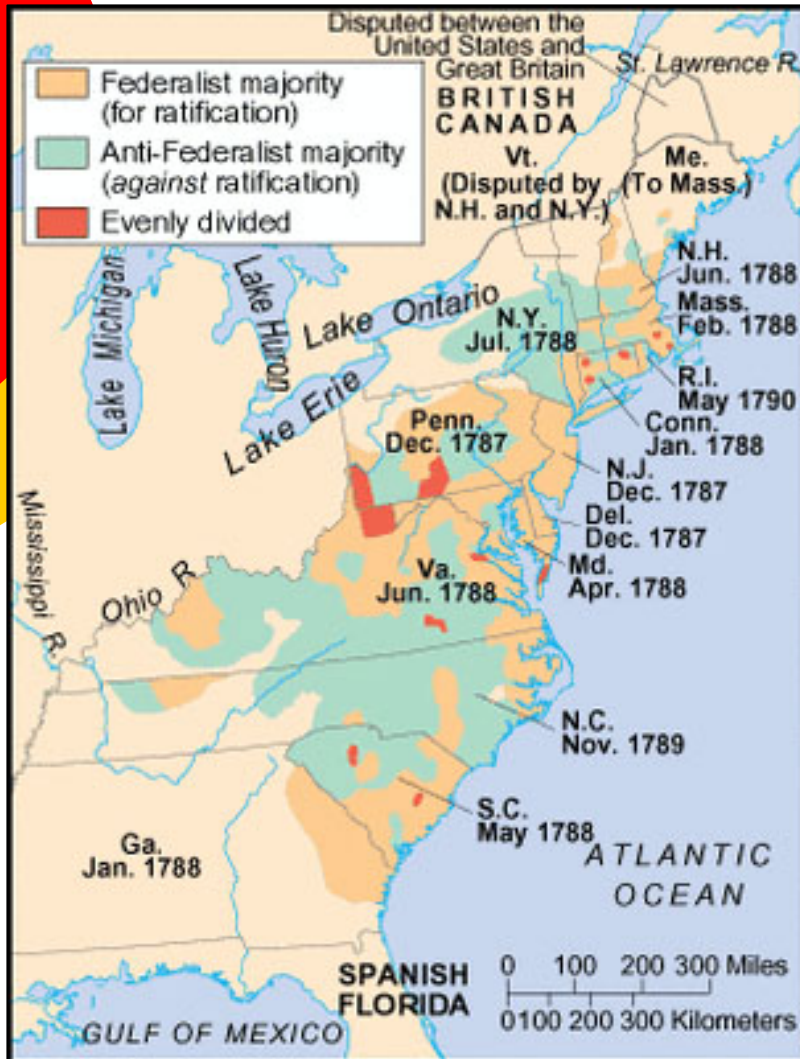 Disputed between the
United States and
Great Britain
St. Lawrence R.
BRITISH
CANADA
Federalist majority
(for ratification)
Anti-Federalist majority
(against ratification)
Evenly divided
Vt.
(Disputed by
N.H. and N.Y.)
Me.
(To Mass.)
Lake Michigan
Lake Huron
Lake Ontario
Lake Erie
N.H.
Jun. 1788
Mass.
Feb. 1788
N.Y.
Jul. 1788
R.I.
May 1790
Conn.
Jan. 1788
Penn.
Dec. 1787
N.J.
Dec. 1787
Del.
Dec. 1787
Md.
Apr. 1788
Va.
Jun. 1788
Mississippi R.
Ohio R.
N.C.
Nov. 1789
S.C.
May 1788
Ga.
Jan. 1788
ATLANTIC
OCEAN
SPANISH
FLORIDA
0 100 200 300 Miles
0 100 200 300 Kilometers
GULF OF MEXICO